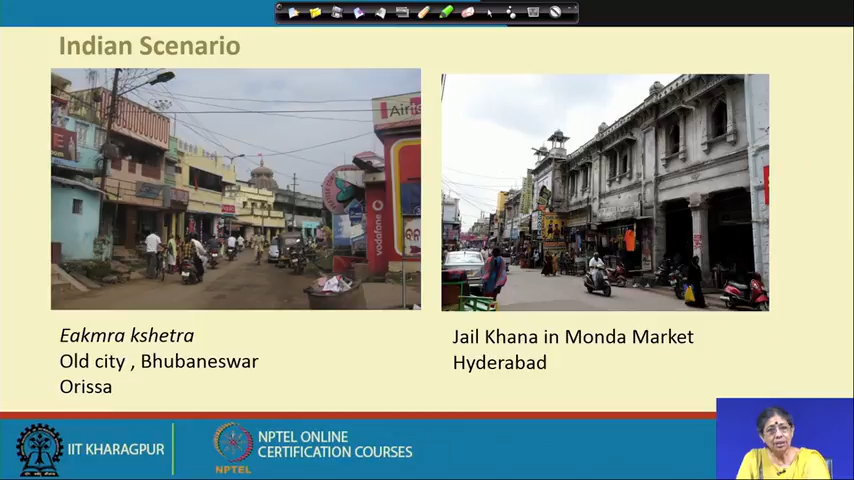 Indian Scenario
Airte
vodafone
Eakmra kshetra
Old city , Bhubaneswar
Orissa
Jail Khana in Monda Market
Hyderabad
IIT KHARAGPUR
NPTEL
NPTEL ONLINE
CERTIFICATION COURSES